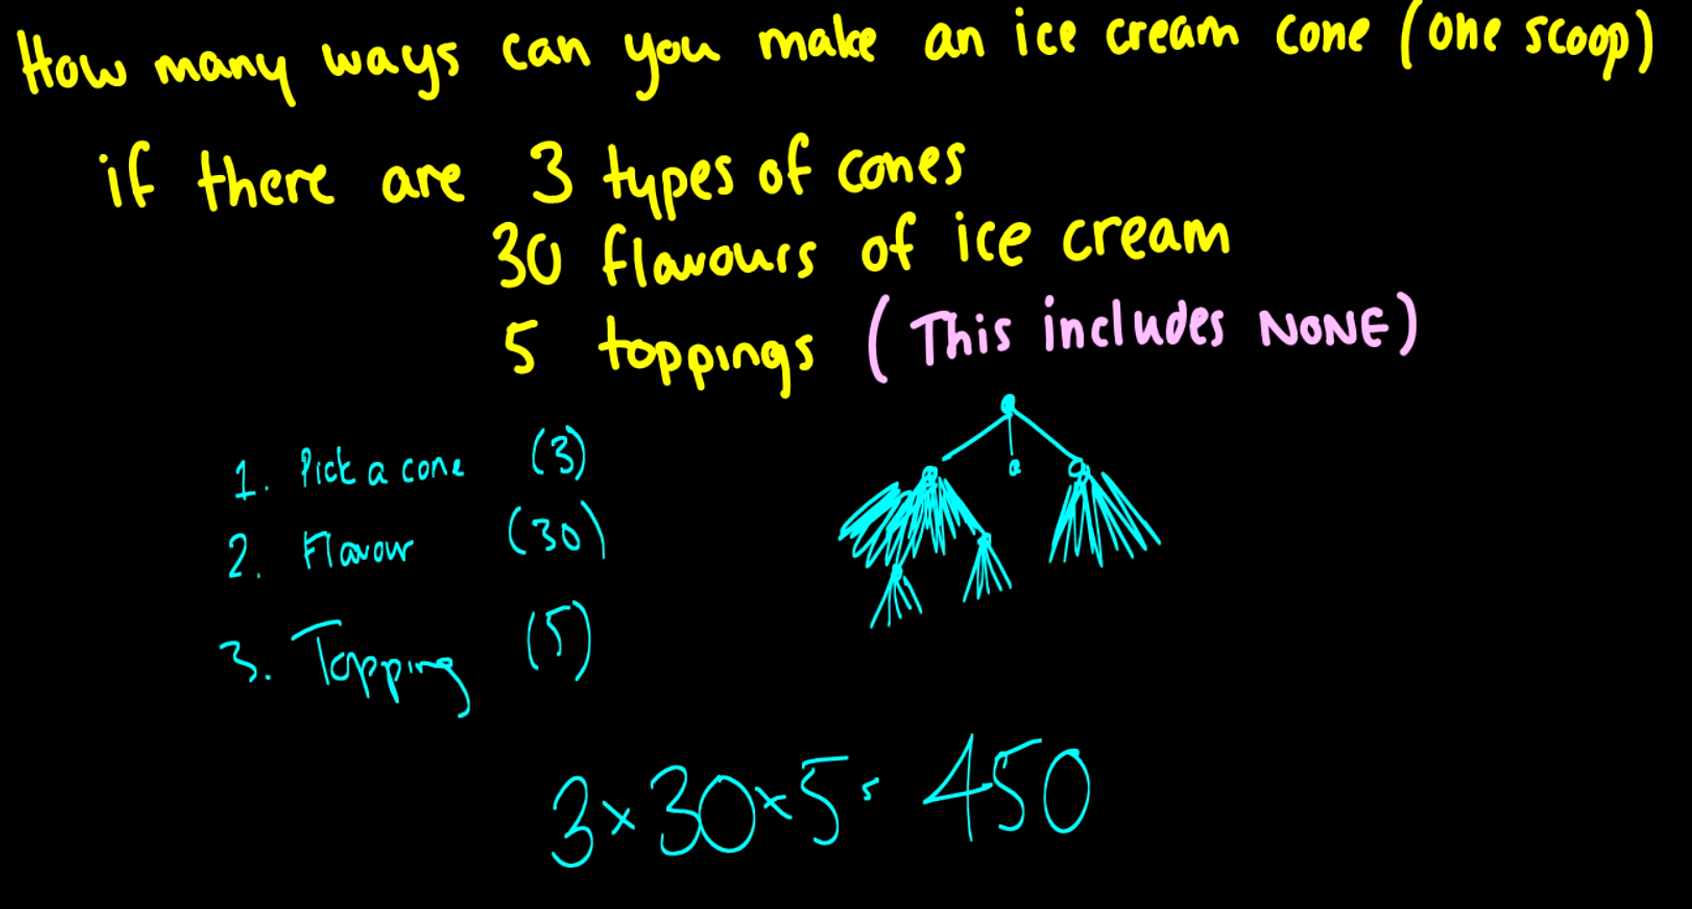 How many ways can you make an ice cream cone (one scoop)
if there are 3 types of cones
30 flavours of ice cream
5 toppings (This includes NONE)
1. Pick a cone (3)
2. Flavour (30)
3. Topping (5)
3 x 30 x 5 = 450